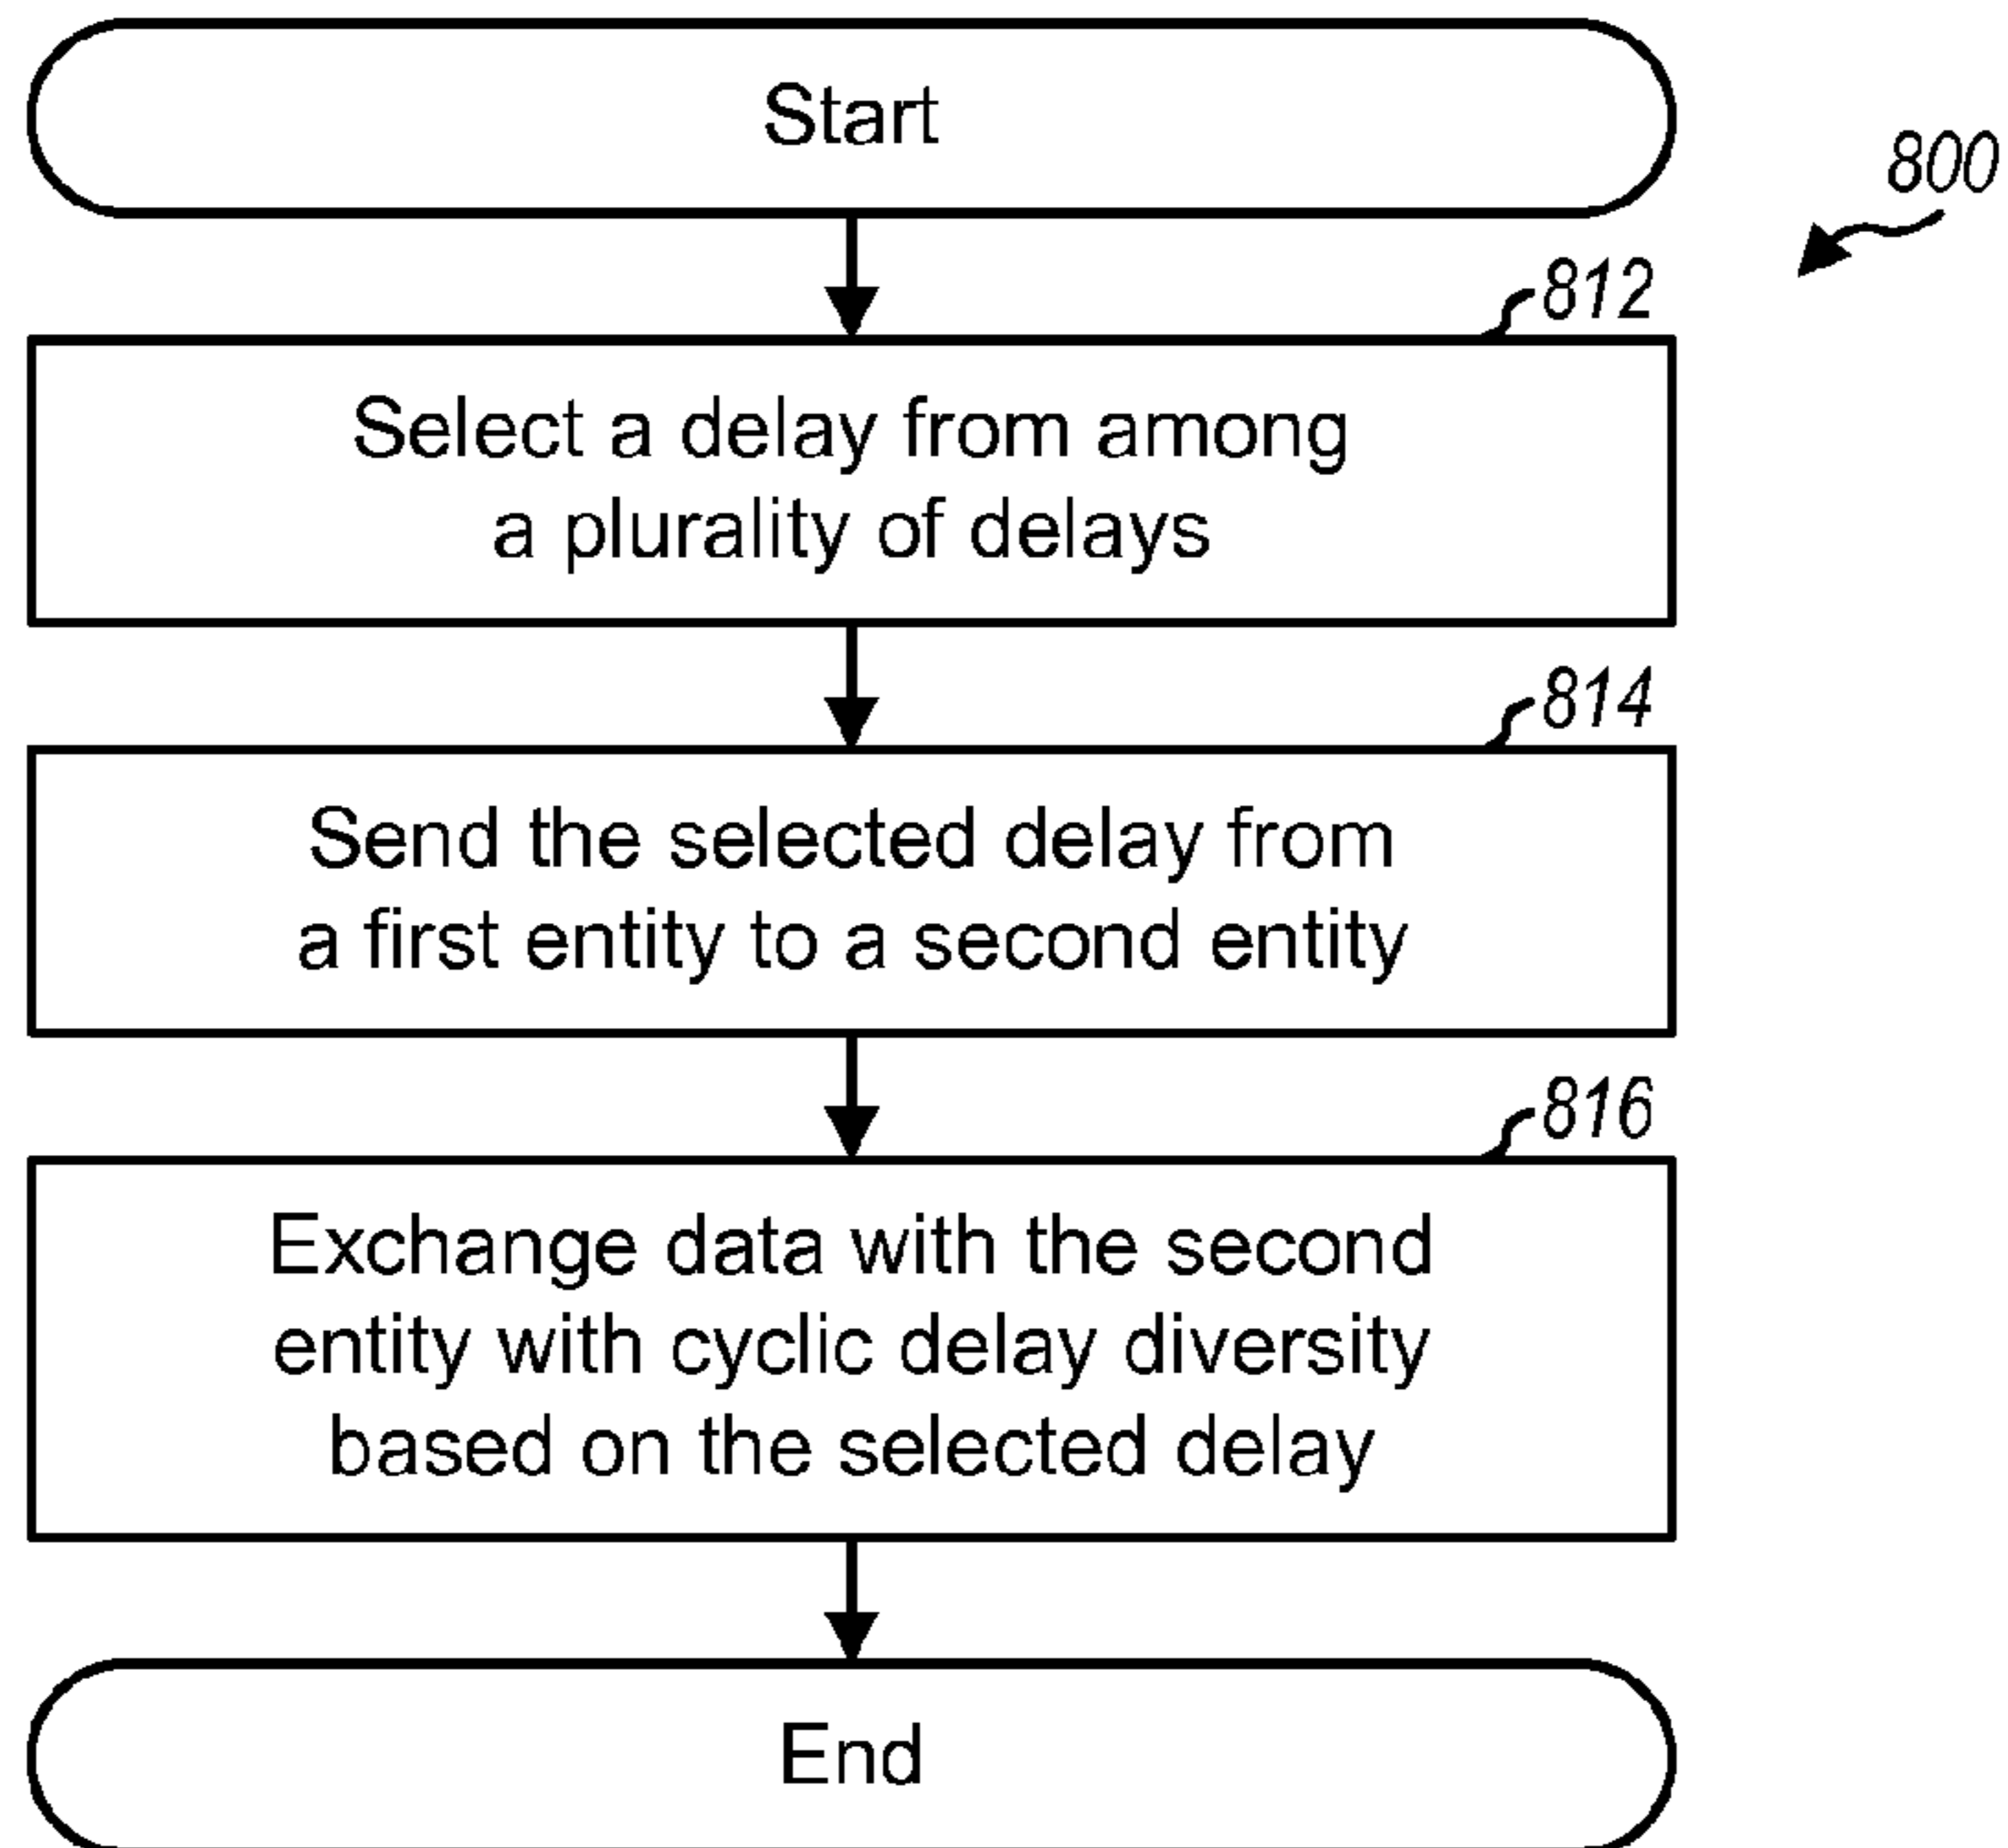 Start
800
812
Select a delay from among
a plurality of delays
814
Send the selected delay from
a first entity to a second entity
816
Exchange data with the second
entity with cyclic delay diversity
based on the selected delay
End